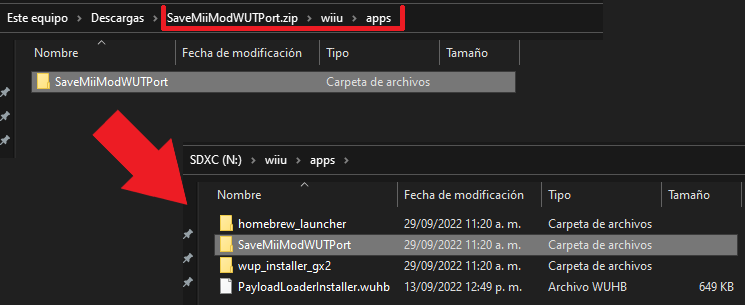 Este equipo > Descargas > SaveMiiModWUTPort.zip > wiiu > apps >
Nombre Fecha de modificación Tipo Tamaño
SaveMiiModWUTPort Carpeta de archivos
SDXC (N:) > wiiu > apps >
Nombre Fecha de modificación Tipo Tamaño
homebrew_launcher 29/09/2022 11:20 a. m. Carpeta de archivos
SaveMiiModWUTPort 29/09/2022 11:20 a. m. Carpeta de archivos
wup_installer_gx2 29/09/2022 11:20 a. m. Carpeta de archivos
PayloadLoaderInstaller.wuhb 13/09/2022 12:49 p. m. Archivo WUHB 649 KB